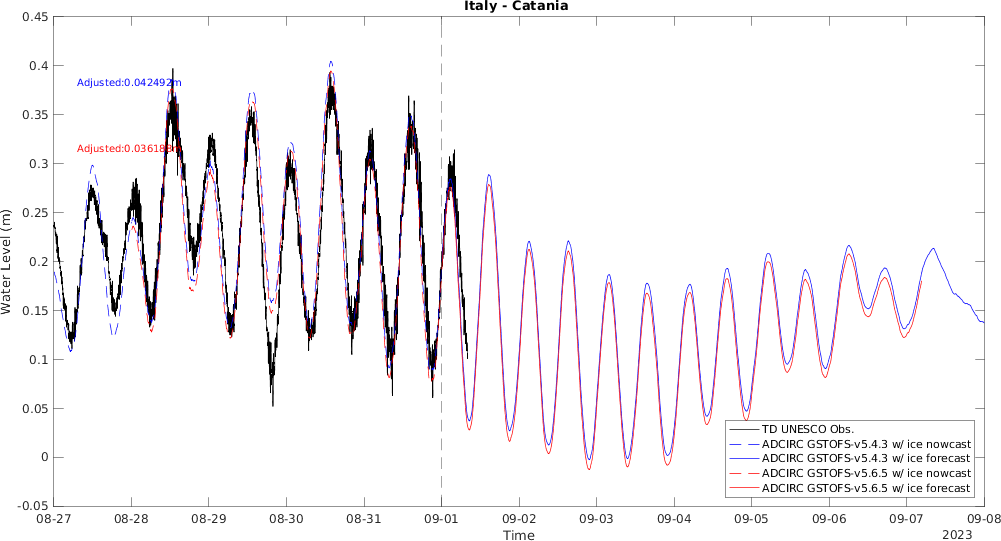 Italy - Catania
0.45
0.4
0.35
0.3
0.25
0.2
0.15
0.1
0.05
0
-0.05
Water Level (m)
Adjusted:0.042492m
Adjusted:0.036188m
TD UNESCO Obs.
ADCIRC GSTOFS-v5.4.3 w/ ice nowcast
ADCIRC GSTOFS-v5.4.3 w/ ice forecast
ADCIRC GSTOFS-v5.6.5 w/ ice nowcast
ADCIRC GSTOFS-v5.6.5 w/ ice forecast
08-27 08-28 08-29 08-30 08-31 09-01 09-02 09-03 09-04 09-05 09-06 09-07 09-08
Time
2023